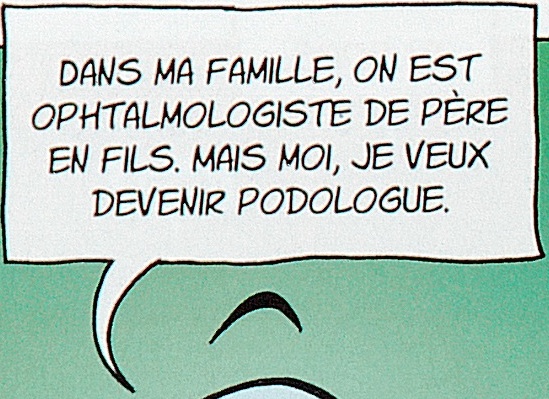 DANS MA FAMILLE, ON EST
OPHTALMOLOGISTE DE PÈRE
EN FILS. MAIS MOI, JE VEUX
DEVENIR PODOLOGUE.